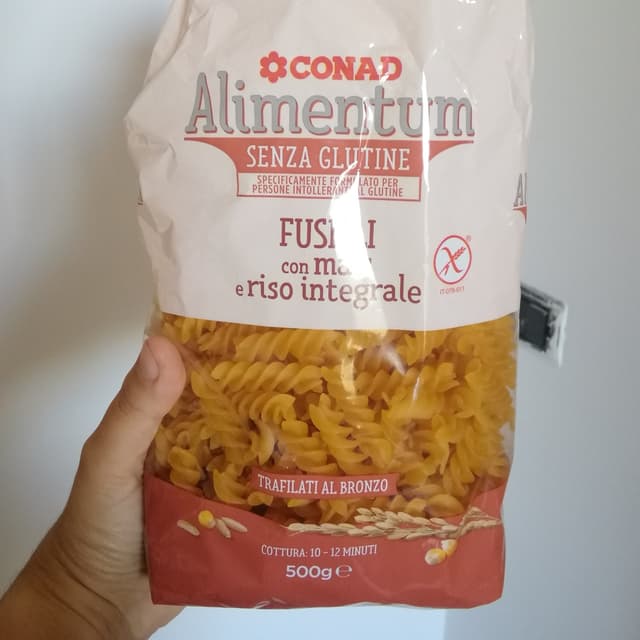 CONAD
Alimentum
SENZA GLUTINE
SPECIFICAMENTE FORMULATO PER
PERSONE INTOLLERANTI AL GLUTINE
FUSILLI
con mais
e riso integrale
TRAFILATI AL BRONZO
COTTURA: 10 - 12 MINUTI
500g e